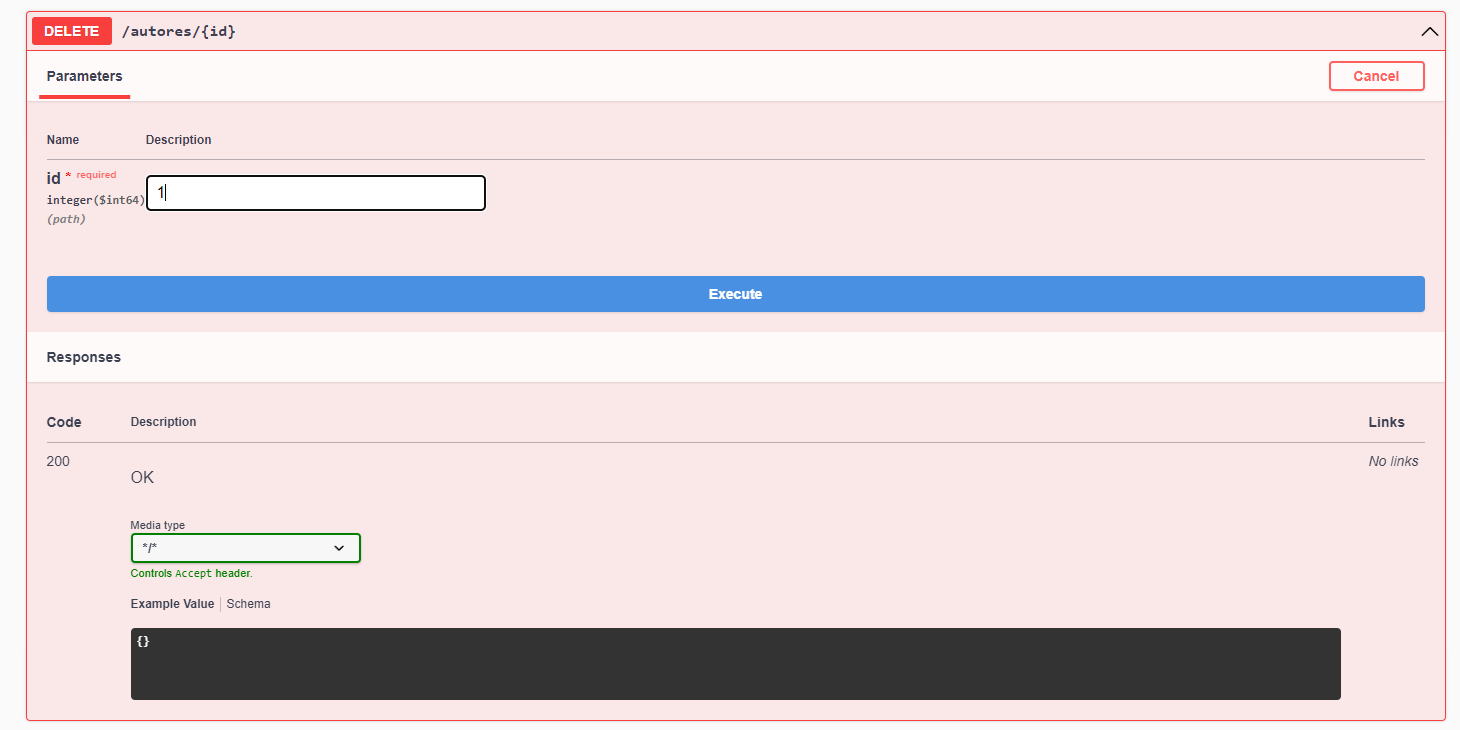 DELETE /autores/{id}
Parameters
Cancel
Name Description
id * required
integer($int64)
(path)
1
Execute
Responses
Code Description Links
200
OK
No links
Media type
*/*
Controls Accept header.
Example Value Schema
{}